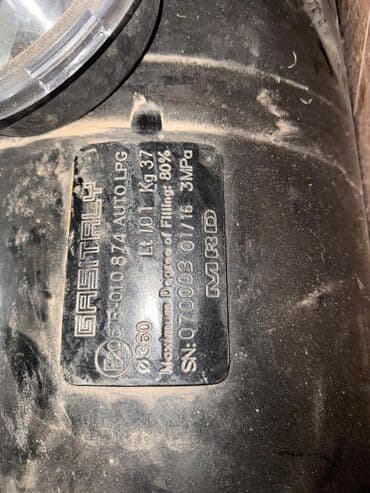 GASITALY
E20 67R-010 874 AUTO LPG
Ø360 Lt 101 Kg 37
Maximum Degree of Filling: 80%
SN: 070003 01/16 3MPa
MRD